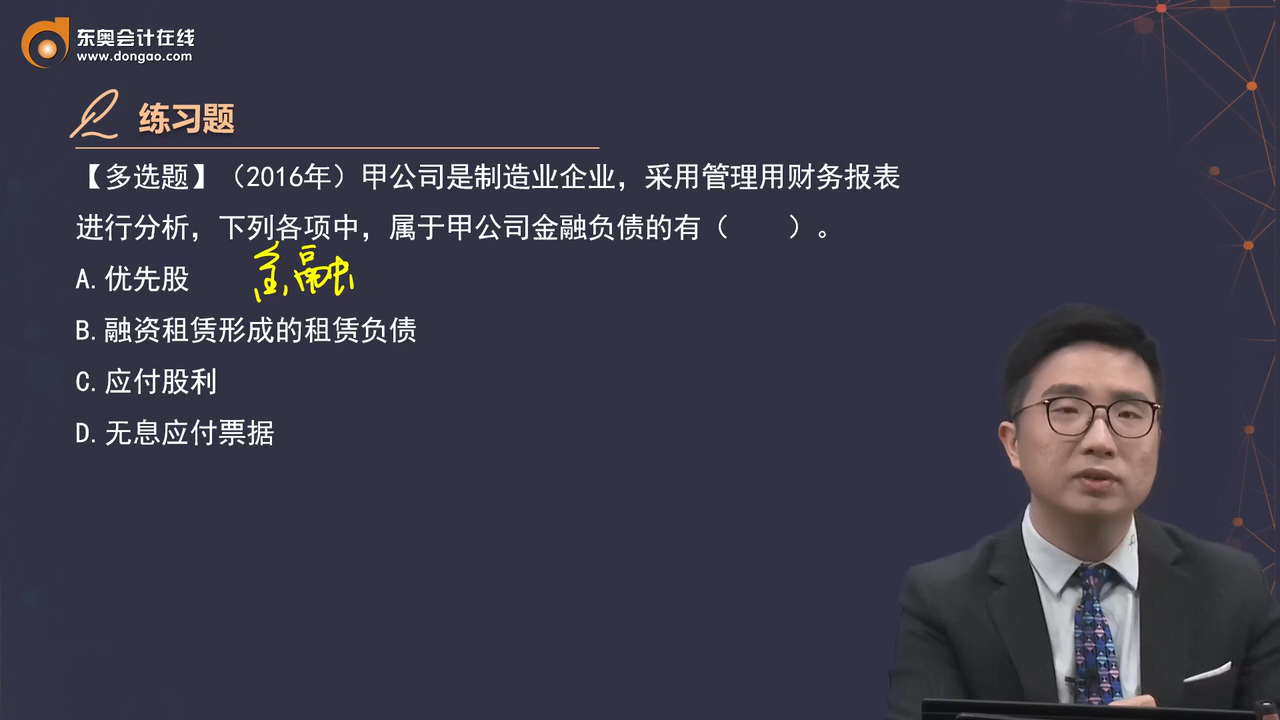 东奥会计在线
www.dongao.com
练习题
【多选题】（2016年）甲公司是制造业企业，采用管理用财务报表
进行分析，下列各项中，属于甲公司金融负债的有（　　）。
A.优先股 金融
B.融资租赁形成的租赁负债
C.应付股利
D.无息应付票据